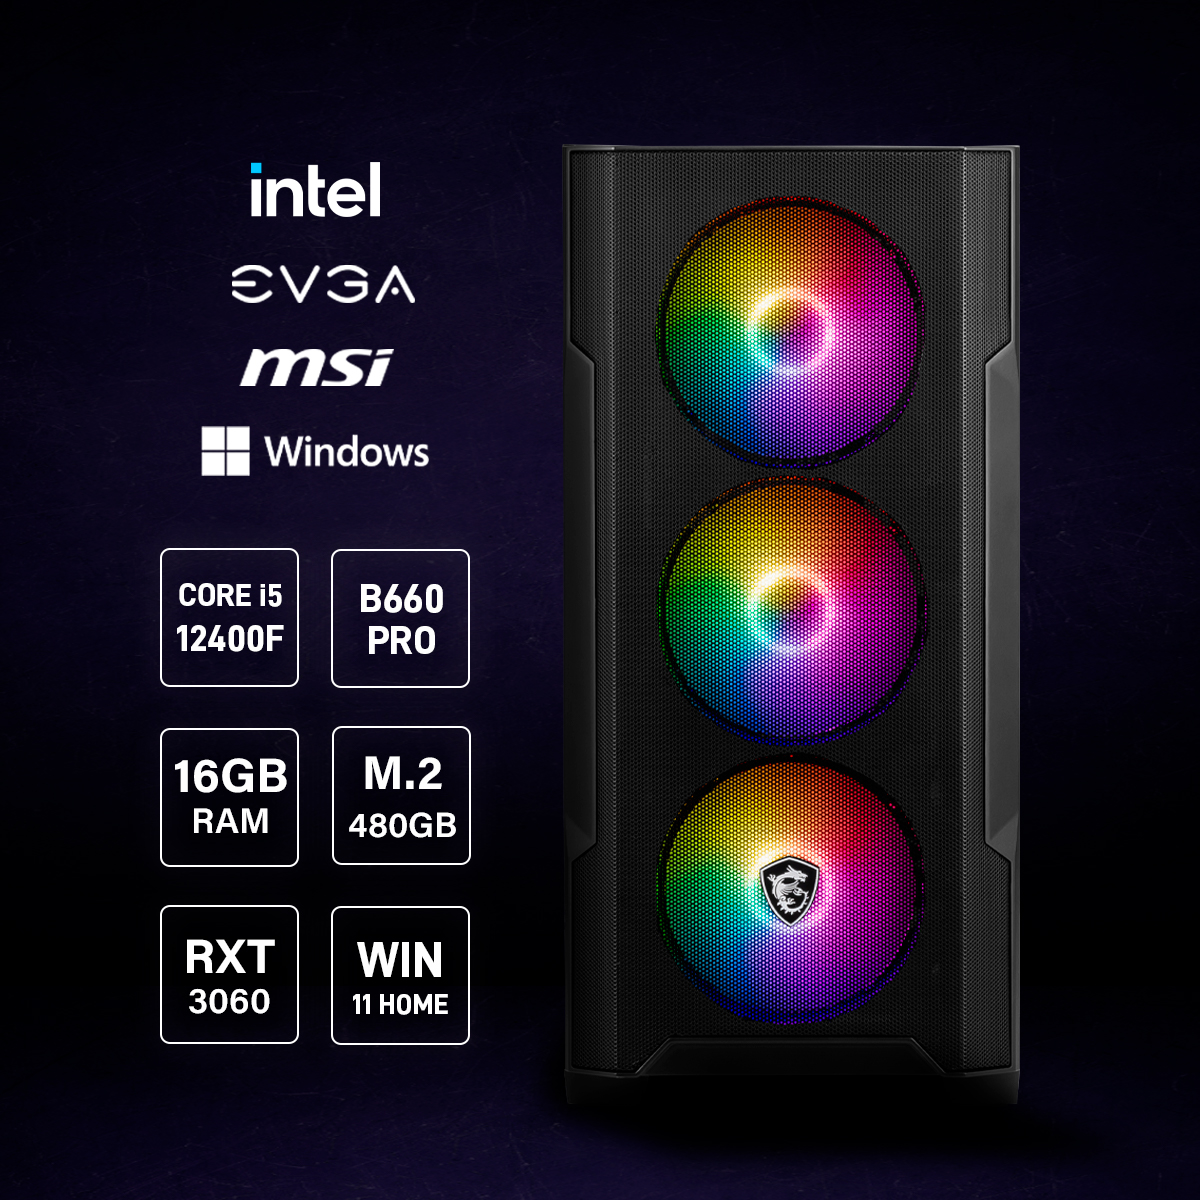 intel
EVGA
msi
Windows
CORE i5
12400F
B660
PRO
16GB
RAM
M.2
480GB
RXT
3060
WIN
11 HOME